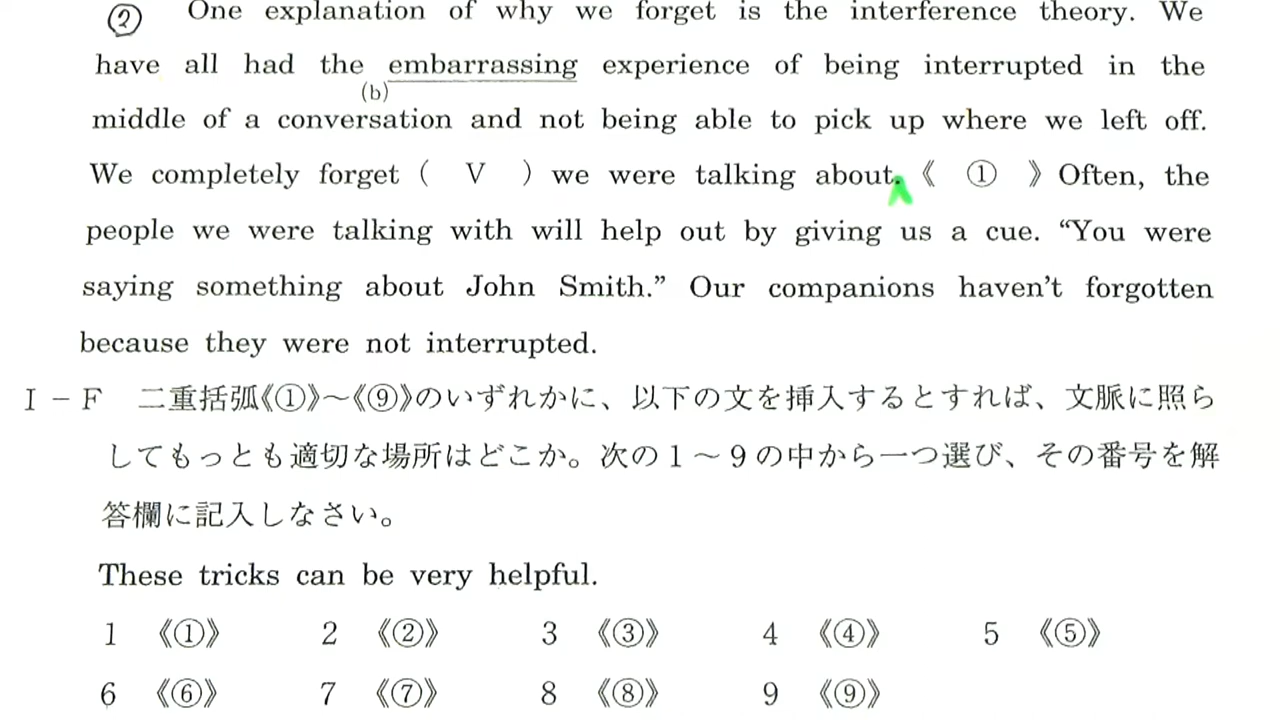 ② One explanation of why we forget is the interference theory. We
have all had the embarrassing experience of being interrupted in the
(b)
middle of a conversation and not being able to pick up where we left off.
We completely forget ( V ) we were talking about.《 ① 》Often, the
people we were talking with will help out by giving us a cue. “You were
saying something about John Smith.” Our companions haven’t forgotten
because they were not interrupted.
Ⅰ－F 二重括弧《①》～《⑨》のいずれかに、以下の文を挿入するとすれば、文脈に照ら
してもっとも適切な場所はどこか。次の1～9の中から一つ選び、その番号を解
答欄に記入しなさい。
These tricks can be very helpful.
1 《①》 2 《②》 3 《③》 4 《④》 5 《⑤》
6 《⑥》 7 《⑦》 8 《⑧》 9 《⑨》